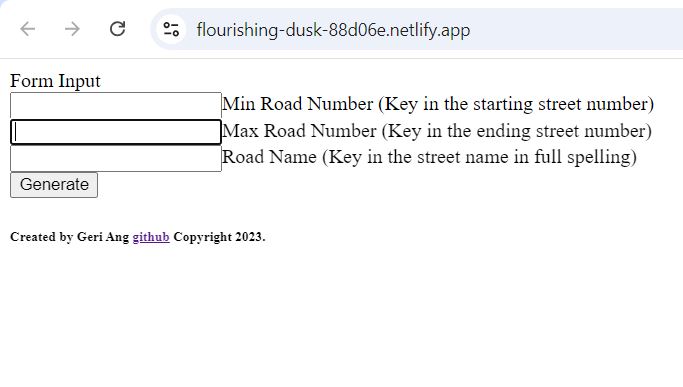 flourishing-dusk-88d06e.netlify.app
Form Input
Min Road Number (Key in the starting street number)
Max Road Number (Key in the ending street number)
Road Name (Key in the street name in full spelling)
Generate
Created by Geri Ang github Copyright 2023.